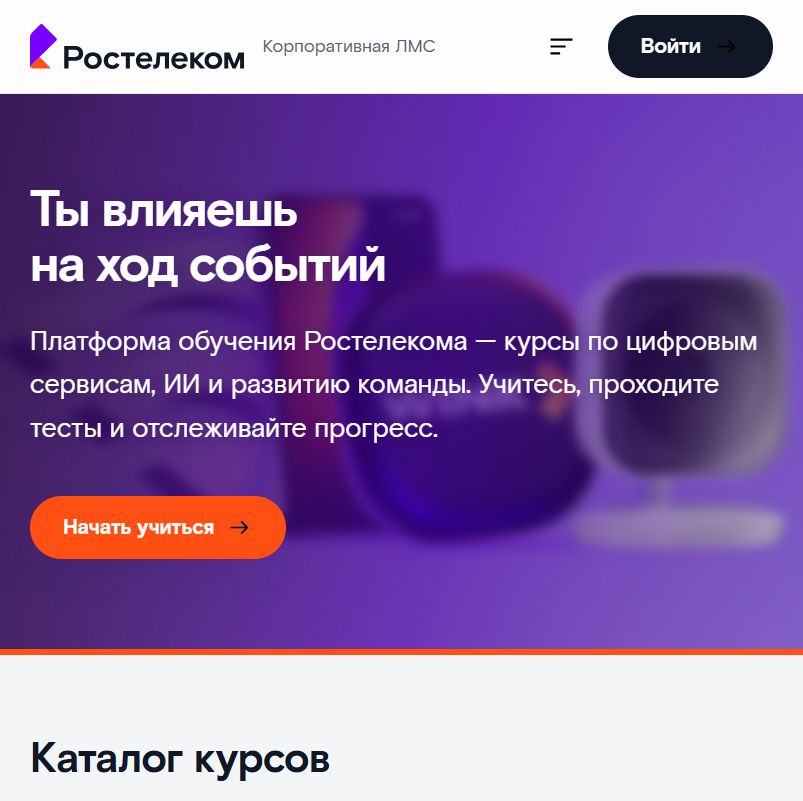 Ростелеком
Корпоративная ЛМС
Войти
Ты влияешь
на ход событий
Платформа обучения Ростелекома — курсы по цифровым
сервисам, ИИ и развитию команды. Учитесь, проходите
тесты и отслеживайте прогресс.
Начать учиться
Каталог курсов